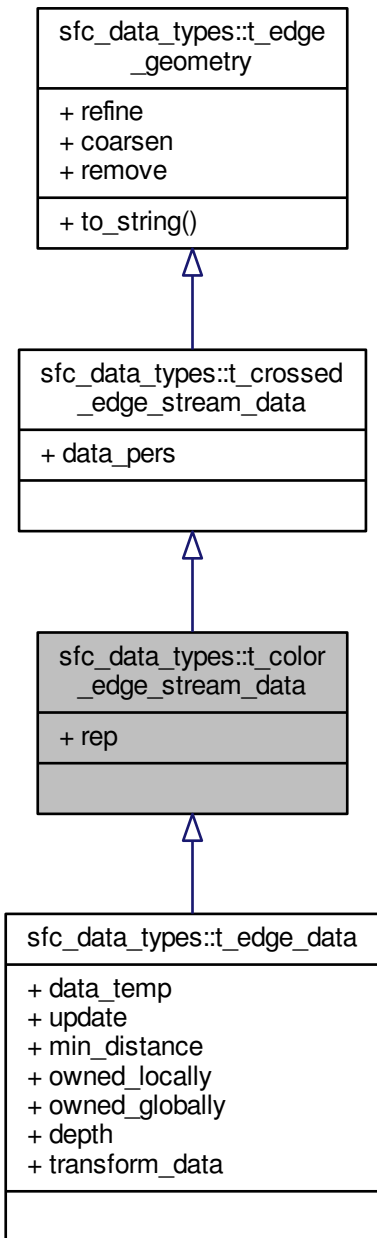 sfc_data_types::t_edge
_geometry
+ refine
+ coarsen
+ remove
+ to_string()
sfc_data_types::t_crossed
_edge_stream_data
+ data_pers
sfc_data_types::t_color
_edge_stream_data
+ rep
sfc_data_types::t_edge_data
+ data_temp
+ update
+ min_distance
+ owned_locally
+ owned_globally
+ depth
+ transform_data